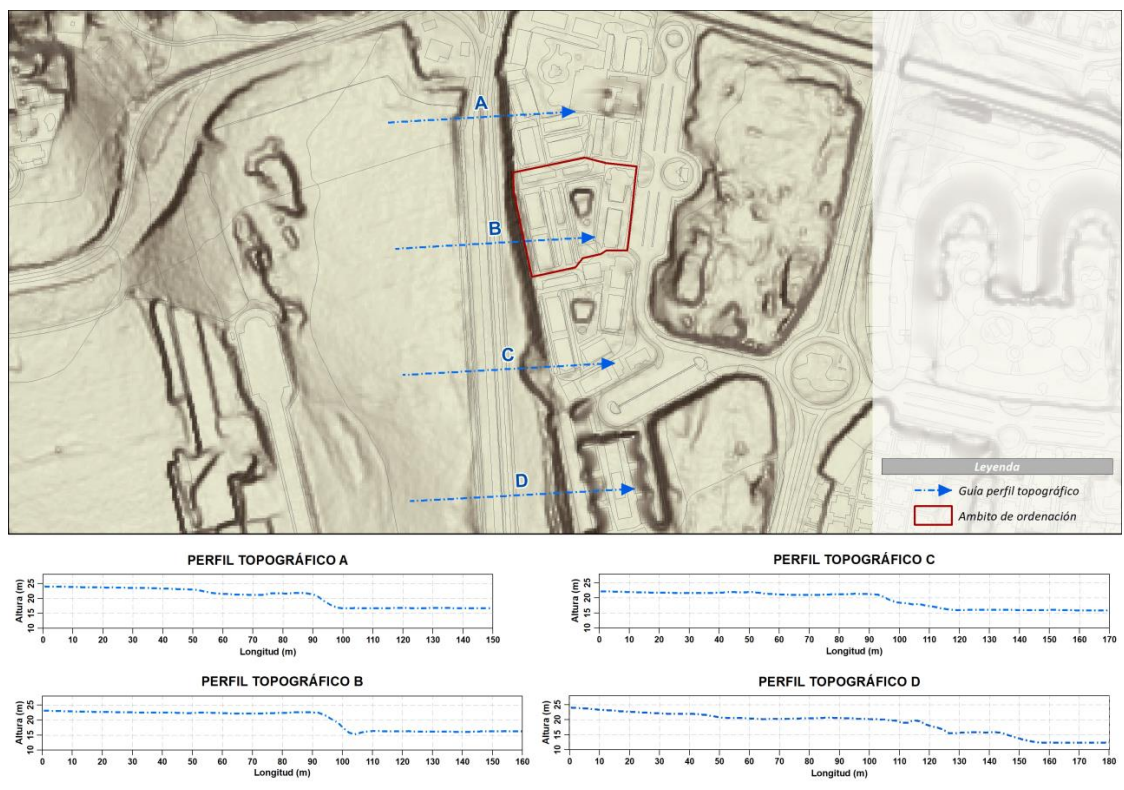 A
B
C
D
Leyenda
Guia perfil topográfico
Ambito de ordenación
PERFIL TOPOGRÁFICO A
Altura (m)
25
20
15
10
0 10 20 30 40 50 60 70 80 90 100 110 120 130 140 150
Longitud (m)
PERFIL TOPOGRÁFICO C
Altura (m)
25
20
15
10
0 10 20 30 40 50 60 70 80 90 100 110 120 130 140 150 160 170
Longitud (m)
PERFIL TOPOGRÁFICO B
Altura (m)
25
20
15
10
0 10 20 30 40 50 60 70 80 90 100 110 120 130 140 150 160
Longitud (m)
PERFIL TOPOGRÁFICO D
Altura (m)
25
20
15
10
0 10 20 30 40 50 60 70 80 90 100 110 120 130 140 150 160 170 180
Longitud (m)